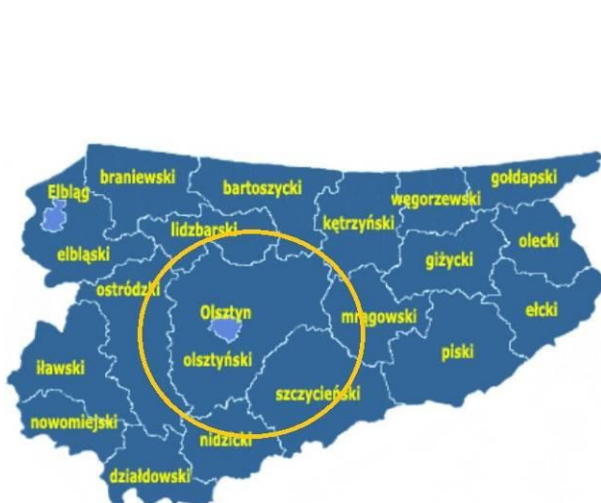 gołdapski
braniewski
bartoszycki
Elbląg
węgorzewski
kętrzyński
lidzbarski
olecki
elbląski
giżycki
ostródzki
Olsztyn
mrągowski
ełcki
olsztyński
piski
iławski
szczycieński
nowomiejski
nidzicki
działdowski